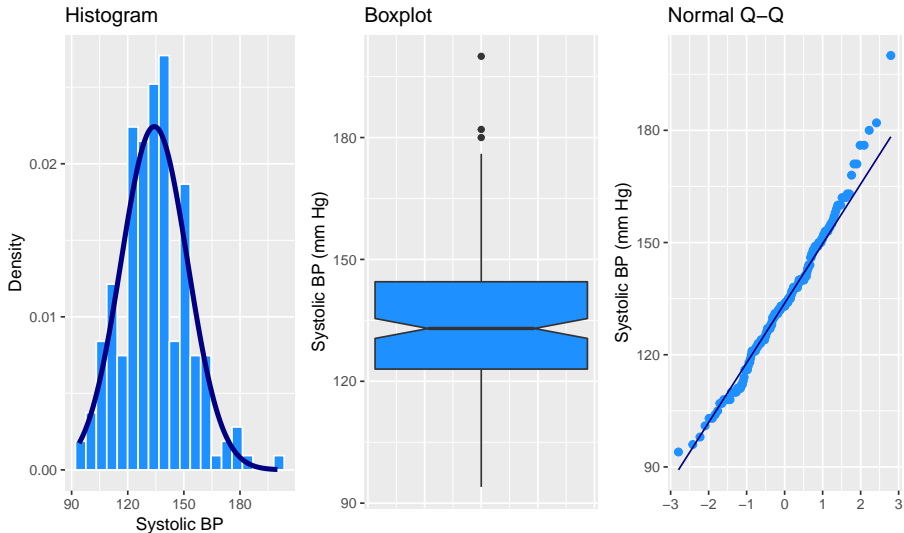 Histogram
Density
0.02
0.01
0.00
90 120 150 180
Systolic BP
Boxplot
Systolic BP (mm Hg)
180
150
120
90
Normal Q−Q
Systolic BP (mm Hg)
180
150
120
90
−3 −2 −1 0 1 2 3